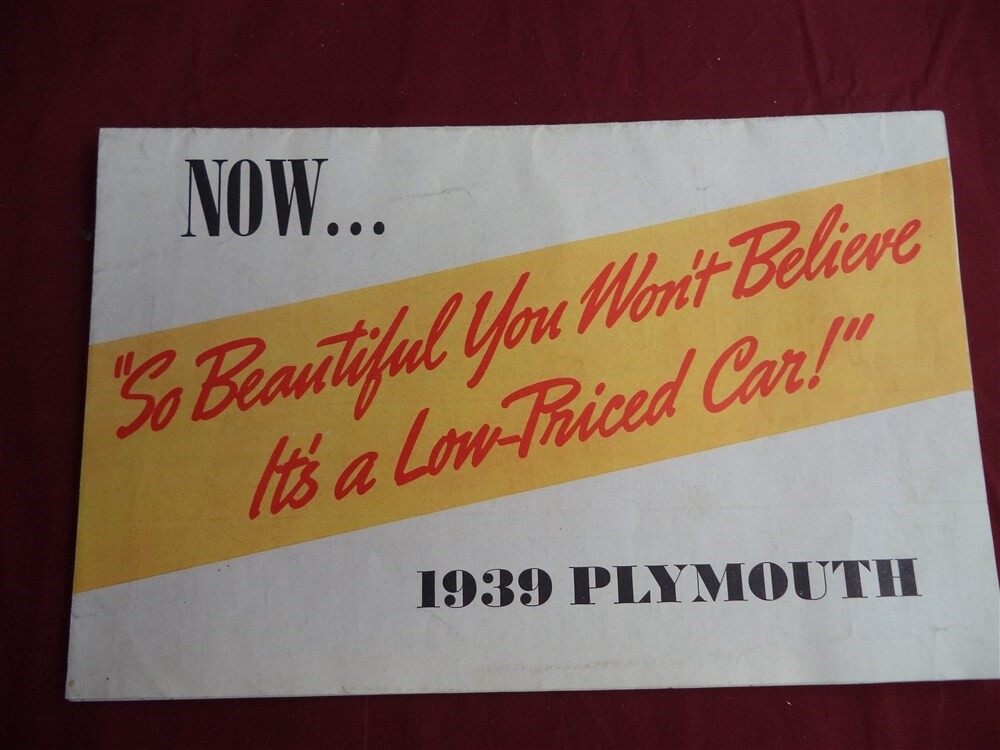 NOW...
"So Beautiful You Won't Believe
It's a Low-Priced Car!"
1939 PLYMOUTH